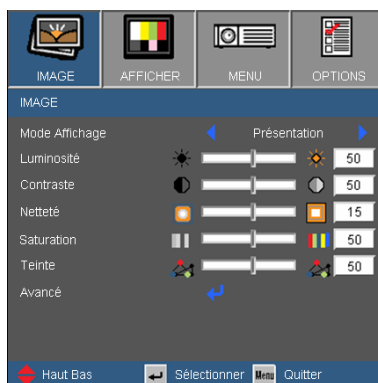 IMAGE AFFICHER MENU OPTIONS
IMAGE
Mode Affichage Présentation
Luminosité 50
Contraste 50
Netteté 15
Saturation 50
Teinte 50
Avancé
Haut Bas Sélectionner Menu Quitter